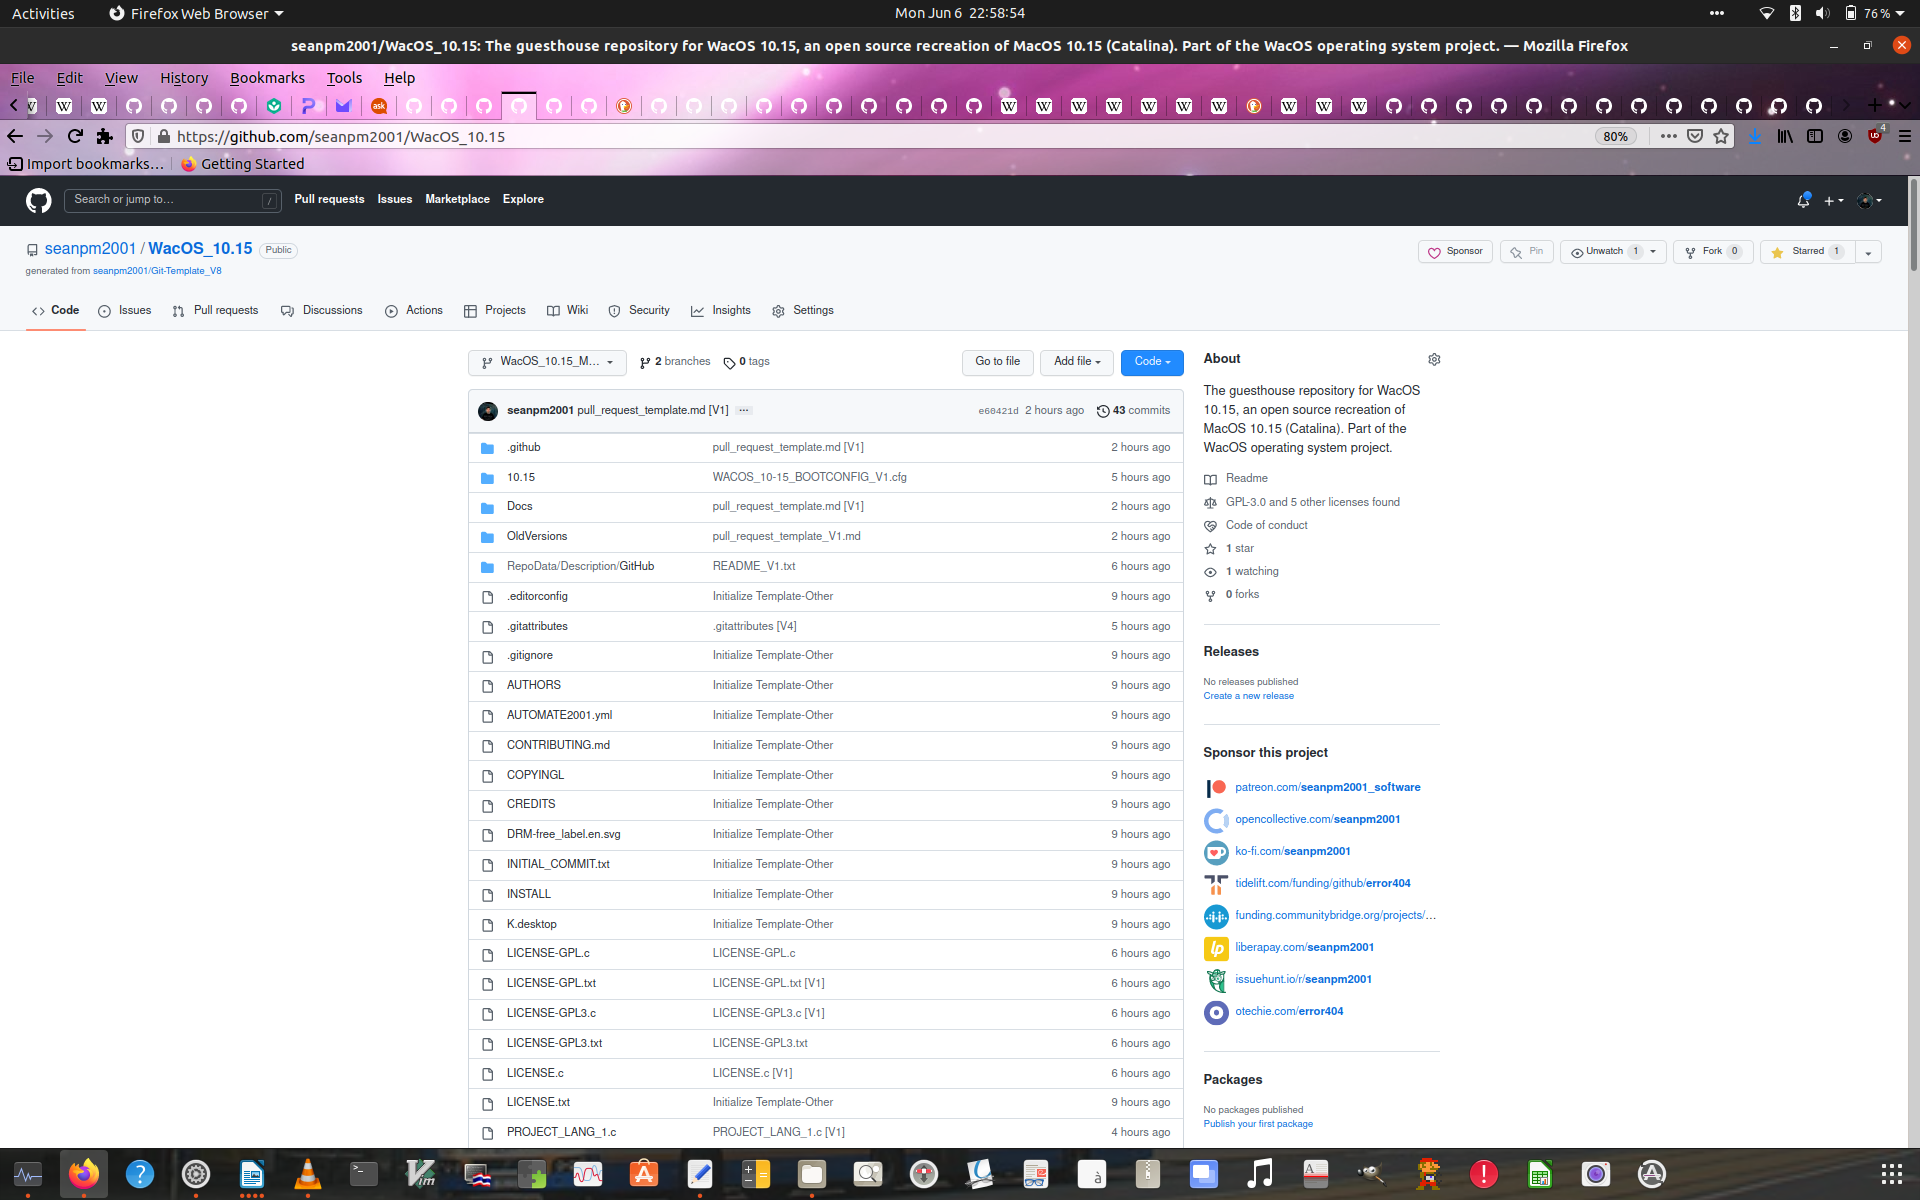 Activities Firefox Web Browser Mon Jun 6 22:58:54 76 %
seanpm2001/WacOS_10.15: The guesthouse repository for WacOS 10.15, an open source recreation of MacOS 10.15 (Catalina). Part of the WacOS operating system project. — Mozilla Firefox
File Edit View History Bookmarks Tools Help
https://github.com/seanpm2001/WacOS_10.15 80% 4
Import bookmarks… Getting Started
Search or jump to… / Pull requests Issues Marketplace Explore
seanpm2001 / WacOS_10.15 Public Sponsor Pin Unwatch 1 Fork 0 Starred 1
generated from seanpm2001/Git-Template_V8
Code Issues Pull requests Discussions Actions Projects Wiki Security Insights Settings
WacOS_10.15_M… 2 branches 0 tags Go to file Add file Code
seanpm2001 pull_request_template.md [V1] … e60421d 2 hours ago 43 commits
.github pull_request_template.md [V1] 2 hours ago
10.15 WACOS_10-15_BOOTCONFIG_V1.cfg 5 hours ago
Docs pull_request_template.md [V1] 2 hours ago
OldVersions pull_request_template_V1.md 2 hours ago
RepoData/Description/GitHub README_V1.txt 6 hours ago
.editorconfig Initialize Template-Other 9 hours ago
.gitattributes .gitattributes [V4] 5 hours ago
.gitignore Initialize Template-Other 9 hours ago
AUTHORS Initialize Template-Other 9 hours ago
AUTOMATE2001.yml Initialize Template-Other 9 hours ago
CONTRIBUTING.md Initialize Template-Other 9 hours ago
COPYINGL Initialize Template-Other 9 hours ago
CREDITS Initialize Template-Other 9 hours ago
DRM-free_label.en.svg Initialize Template-Other 9 hours ago
INITIAL_COMMIT.txt Initialize Template-Other 9 hours ago
INSTALL Initialize Template-Other 9 hours ago
K.desktop Initialize Template-Other 9 hours ago
LICENSE-GPL.c LICENSE-GPL.c 6 hours ago
LICENSE-GPL.txt LICENSE-GPL.txt [V1] 6 hours ago
LICENSE-GPL3.c LICENSE-GPL3.c [V1] 6 hours ago
LICENSE-GPL3.txt LICENSE-GPL3.txt 6 hours ago
LICENSE.c LICENSE.c [V1] 6 hours ago
LICENSE.txt Initialize Template-Other 9 hours ago
PROJECT_LANG_1.c PROJECT_LANG_1.c [V1] 4 hours ago
About
The guesthouse repository for WacOS
10.15, an open source recreation of
MacOS 10.15 (Catalina). Part of the
WacOS operating system project.
Readme
GPL-3.0 and 5 other licenses found
Code of conduct
1 star
1 watching
0 forks
Releases
No releases published
Create a new release
Sponsor this project
patreon.com/seanpm2001_software
opencollective.com/seanpm2001
ko-fi.com/seanpm2001
tidelift.com/funding/github/error404
funding.communitybridge.org/projects/…
liberapay.com/seanpm2001
issuehunt.io/r/seanpm2001
otechie.com/error404
Packages
No packages published
Publish your first package